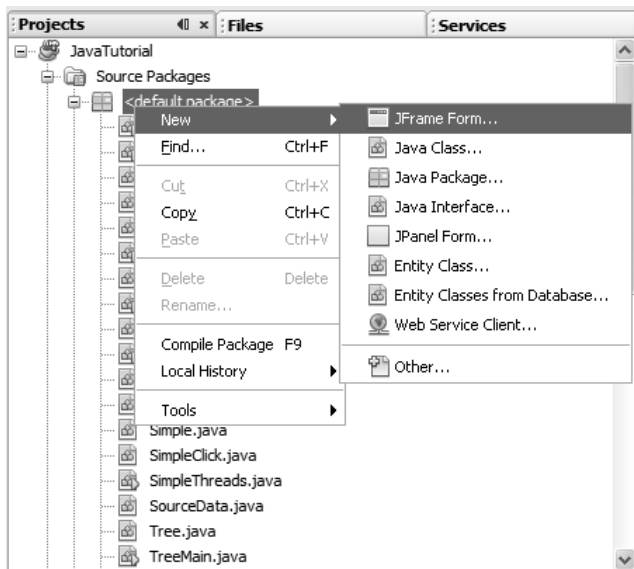 Projects
Files
Services
JavaTutorial
Source Packages
<default package>
New
Find... Ctrl+F
Cut Ctrl+X
Copy Ctrl+C
Paste Ctrl+V
Delete Delete
Rename...
Compile Package F9
Local History
Tools
JFrame Form...
Java Class...
Java Package...
Java Interface...
JPanel Form...
Entity Class...
Entity Classes from Database...
Web Service Client...
Other...
Simple.java
SimpleClick.java
SimpleThreads.java
SourceData.java
Tree.java
TreeMain.java